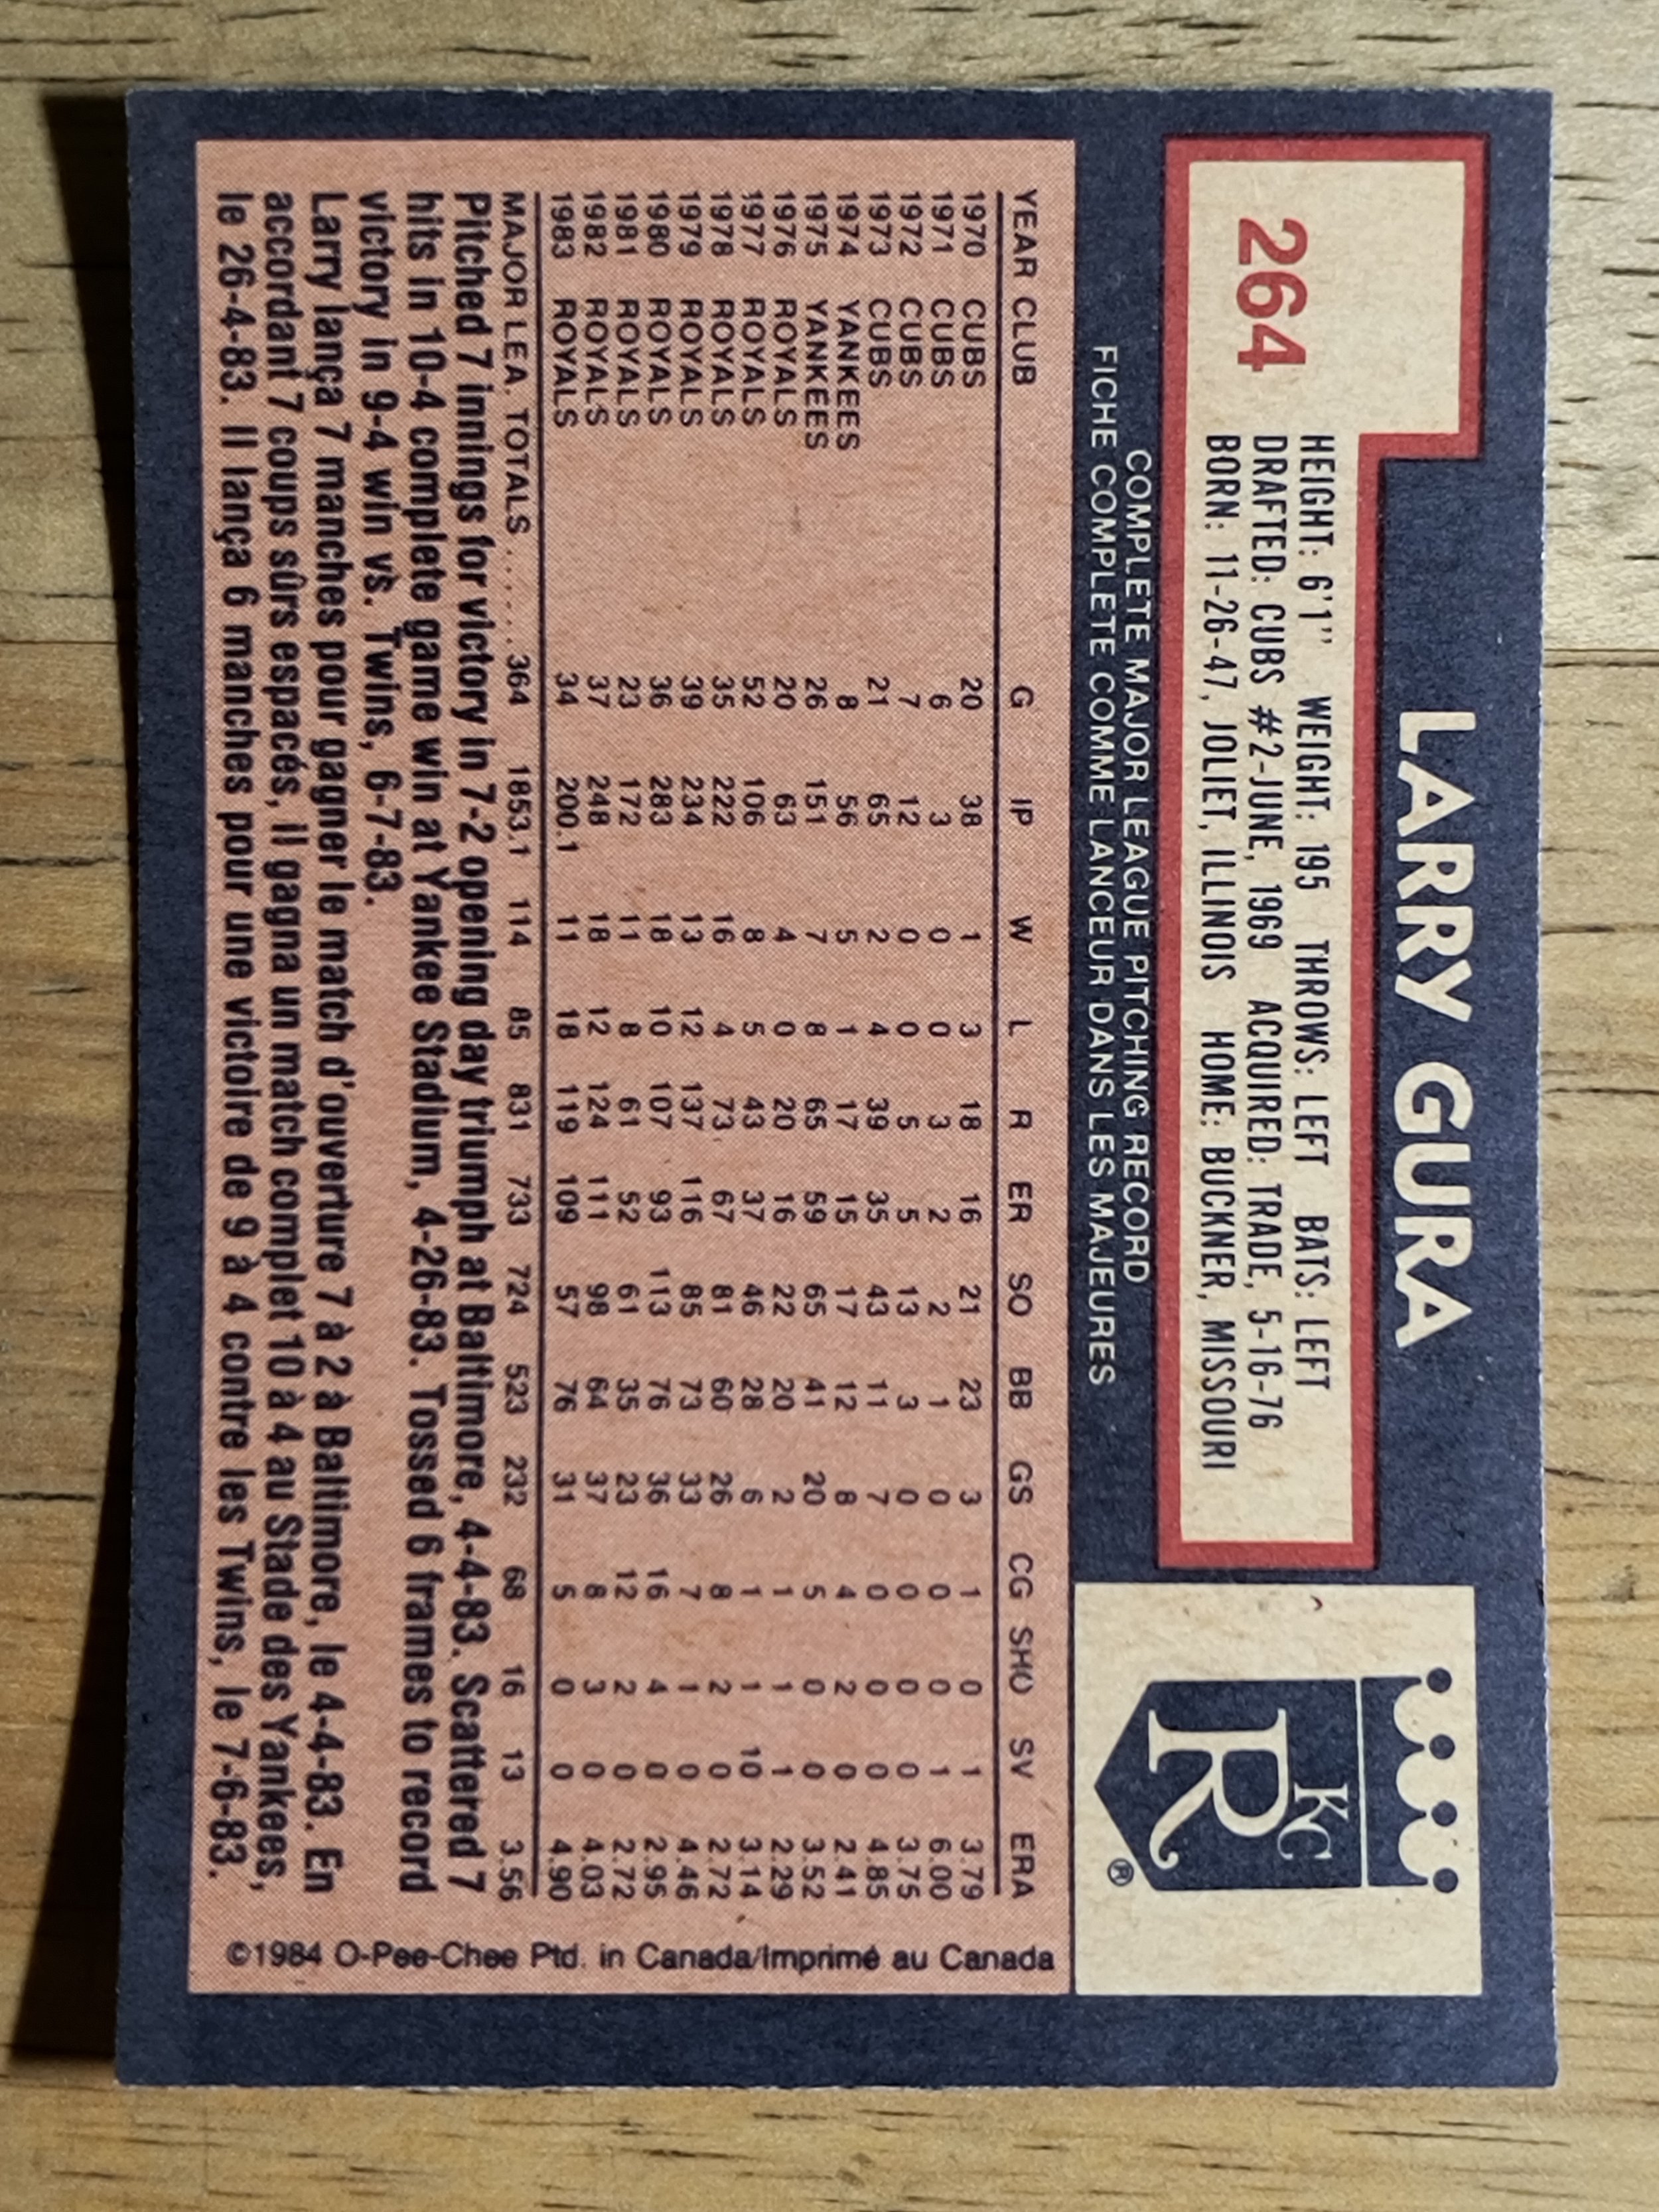 264
LARRY GURA
HEIGHT: 6'1" WEIGHT: 195 THROWS: LEFT BATS: LEFT
DRAFTED: CUBS #2-JUNE, 1969 ACQUIRED: TRADE, 5-16-76
BORN: 11-26-47, JOLIET, ILLINOIS HOME: BUCKNER, MISSOURI
KC
R
®
COMPLETE MAJOR LEAGUE PITCHING RECORD
FICHE COMPLETE COMME LANCEUR DANS LES MAJEURES
YEAR CLUB G IP W L R ER SO BB GS CG SHO SV ERA
1970 CUBS 20 38 1 3 18 16 21 23 3 1 0 1 3.79
1971 CUBS 6 3 0 0 3 2 2 1 0 0 0 1 6.00
1972 CUBS 7 12 0 0 5 5 13 3 0 0 0 0 3.75
1973 CUBS 21 65 2 4 39 35 43 11 7 0 0 0 4.85
1974 YANKEES 8 56 5 1 17 15 17 12 8 4 2 0 2.41
1975 YANKEES 26 151 7 8 65 59 65 41 20 5 0 0 3.52
1976 ROYALS 20 63 4 0 20 16 22 20 2 1 1 1 2.29
1977 ROYALS 52 106 8 5 43 37 46 28 6 1 1 10 3.14
1978 ROYALS 35 222 16 4 73 67 81 60 26 8 2 0 2.72
1979 ROYALS 39 234 13 12 137 116 85 73 33 7 1 0 4.46
1980 ROYALS 36 283 18 10 107 93 113 76 36 16 4 0 2.95
1981 ROYALS 23 172 11 8 61 52 61 35 23 12 2 0 2.72
1982 ROYALS 37 248 18 12 124 111 98 64 37 8 3 0 4.03
1983 ROYALS 34 200.1 11 18 119 109 57 76 31 5 0 0 4.90
MAJOR LEA. TOTALS ...... 364 1853.1 114 85 831 733 724 523 232 68 16 13 3.56
Pitched 7 innings for victory in 7-2 opening day triumph at Baltimore, 4-4-83. Scattered 7
hits in 10-4 complete game win at Yankee Stadium, 4-26-83. Tossed 6 frames to record
victory in 9-4 win vs. Twins, 6-7-83.
Larry lança 7 manches pour gagner le match d'ouverture 7 à 2 à Baltimore, le 4-4-83. En
accordant 7 coups sûrs espacés, il gagna un match complet 10 à 4 au Stade des Yankees,
le 26-4-83. Il lança 6 manches pour une victoire de 9 à 4 contre les Twins, le 7-6-83.
©1984 O-Pee-Chee Ptd. in Canada/Imprimé au Canada